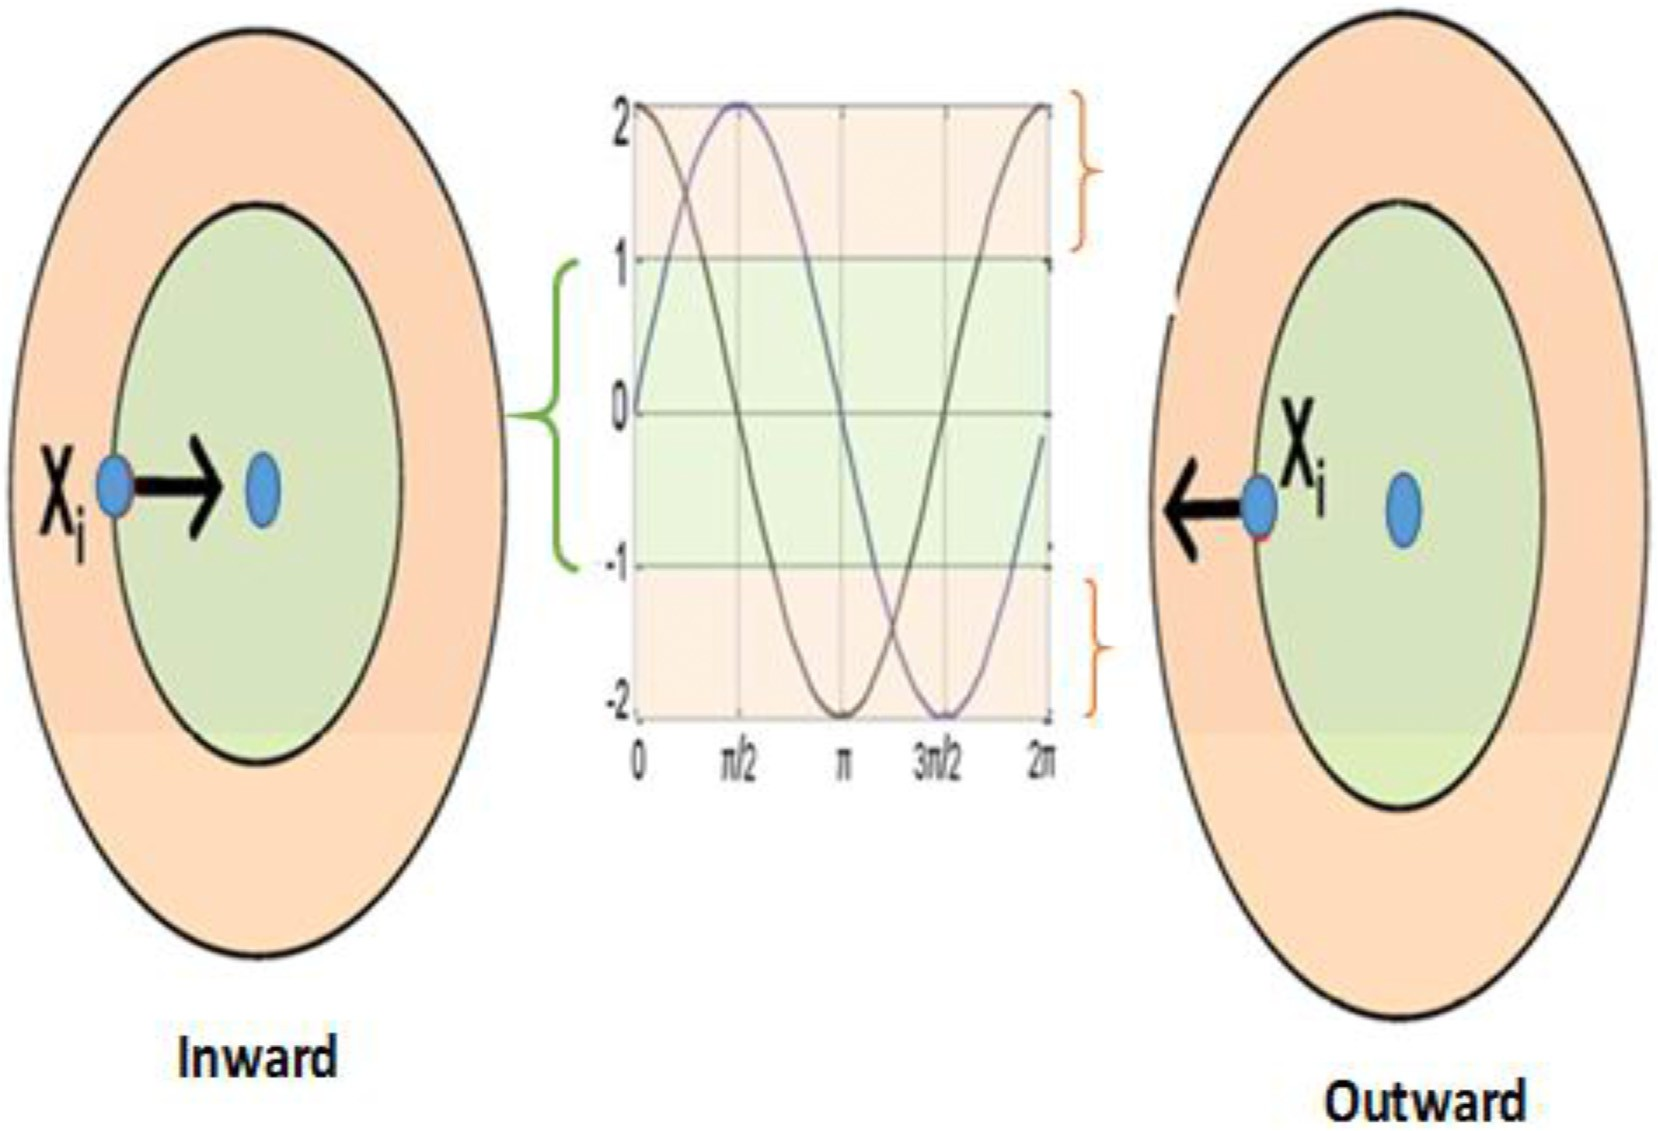 Xi
Inward
2
1
0
-1
-2
0 π/2 π 3π/2 2π
Xi
Outward